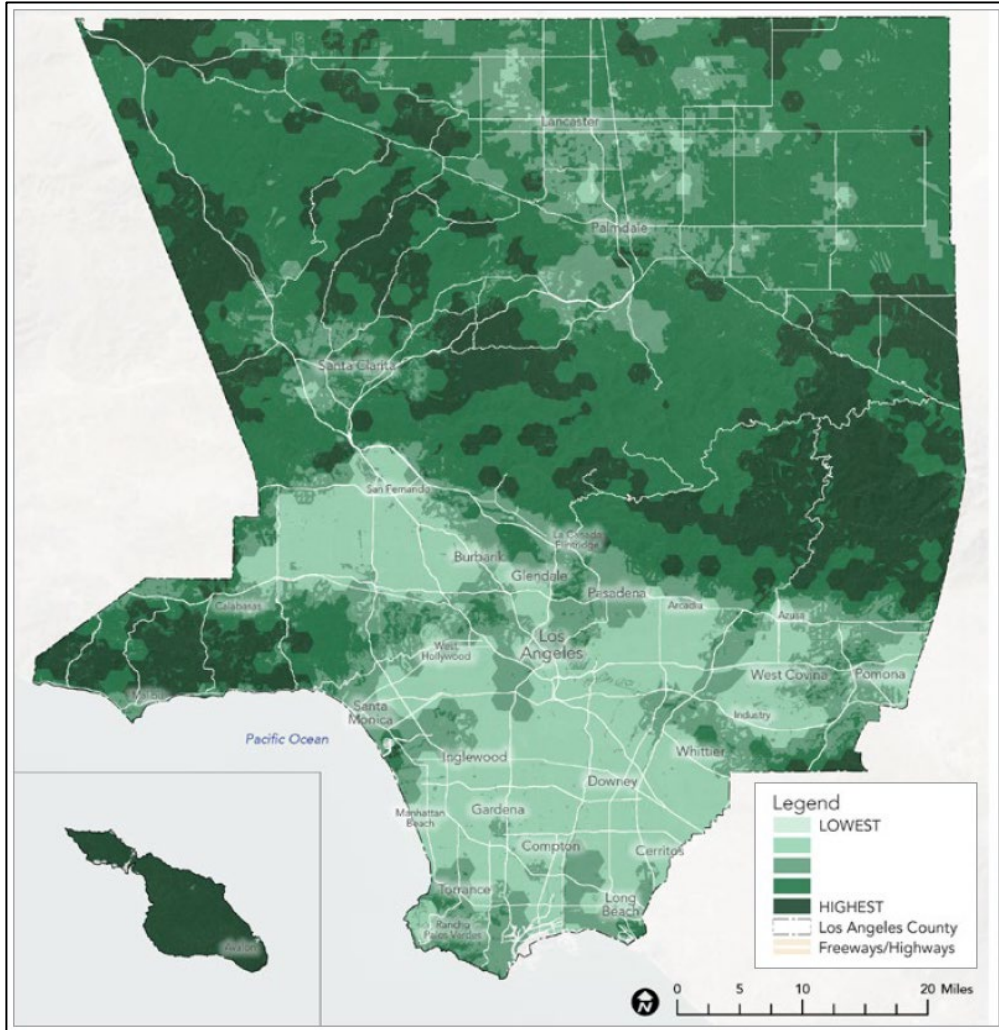 Lancaster
Palmdale
Santa Clarita
San Fernando
La Cañada
Flintridge
Burbank
Glendale
Pasadena
Arcadia
Azusa
Calabasas
Los
Angeles
West
Hollywood
West Covina
Pomona
Malibu
Santa
Monica
Industry
Pacific Ocean
Inglewood
Whittier
Downey
Manhattan
Beach
Gardena
Compton
Cerritos
Torrance
Long
Beach
Rancho
Palos Verdes
Avalon
Legend
LOWEST
HIGHEST
Los Angeles County
Freeways/Highways
N
0 5 10 20 Miles